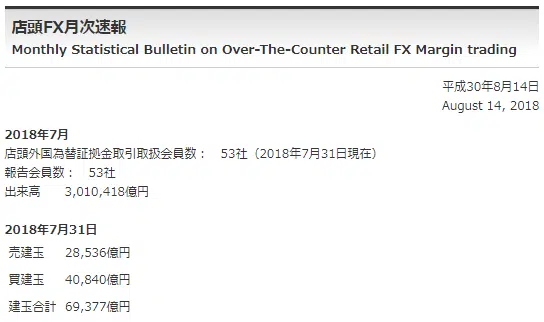 店頭FX月次速報
Monthly Statistical Bulletin on Over-The-Counter Retail FX Margin trading
平成30年8月14日
August 14, 2018
2018年7月
店頭外国為替証拠金取引取扱会員数： 53社（2018年7月31日現在）
報告会員数： 53社
出来高 3,010,418億円
2018年7月31日
売建玉 28,536億円
買建玉 40,840億円
建玉合計 69,377億円